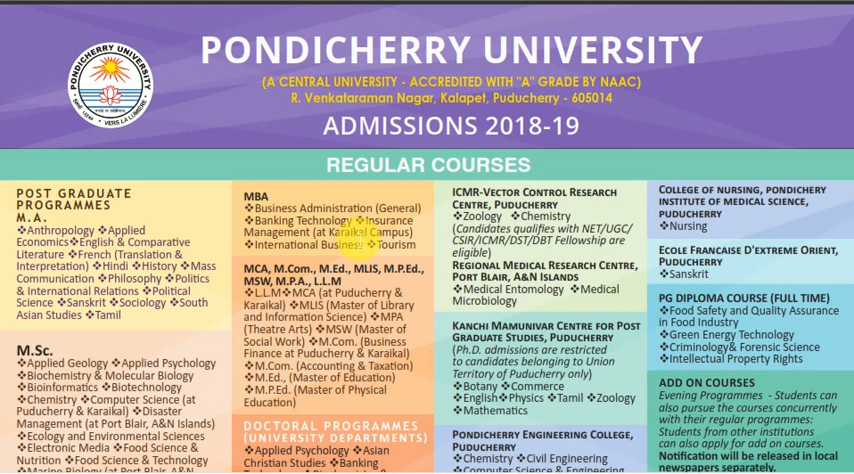 PONDICHERRY UNIVERSITY
PONDICHERRY UNIVERSITY
(A CENTRAL UNIVERSITY - ACCREDITED WITH "A" GRADE BY NAAC)
R. Venkataraman Nagar, Kalapet, Puducherry - 605014
VERS LA LUMIERE
ADMISSIONS 2018-19
REGULAR COURSES
POST GRADUATE
PROGRAMMES
M.A.
❖Anthropology ❖Applied
Economics❖English & Comparative
Literature ❖French (Translation &
Interpretation) ❖Hindi ❖History ❖Mass
Communication ❖Philosophy ❖Politics
& International Relations ❖Political
Science ❖Sanskrit ❖Sociology ❖South
Asian Studies ❖Tamil
M.Sc.
❖Applied Geology ❖Applied Psychology
❖Biochemistry & Molecular Biology
❖Bioinformatics ❖Biotechnology
❖Chemistry ❖Computer Science (at
Puducherry & Karaikal) ❖Disaster
Management (at Port Blair, A&N Islands)
❖Ecology and Environmental Sciences
❖Electronic Media ❖Food Science &
Nutrition ❖Food Science & Technology
❖Marine Biology (at Port Blair, A&N
MBA
❖Business Administration (General)
❖Banking Technology ❖Insurance
Management (at Karaikal Campus)
❖International Business ❖Tourism
MCA, M.Com., M.Ed., MLIS, M.P.Ed.,
MSW, M.P.A., L.L.M
❖L.L.M❖MCA (at Puducherry &
Karaikal) ❖MLIS (Master of Library
and Information Science) ❖MPA
(Theatre Arts) ❖MSW (Master of
Social Work) ❖M.Com. (Business
Finance at Puducherry & Karaikal)
❖M.Com. (Accounting & Taxation)
❖M.Ed., (Master of Education)
❖M.P.Ed. (Master of Physical
Education)
DOCTORAL PROGRAMMES
(UNIVERSITY DEPARTMENTS)
❖Applied Psychology ❖Asian
Christian Studies ❖Banking
ICMR-VECTOR CONTROL RESEARCH
CENTRE, PUDUCHERRY
❖Zoology ❖Chemistry
(Candidates qualifies with NET/UGC/
CSIR/ICMR/DST/DBT Fellowship are
eligible)
REGIONAL MEDICAL RESEARCH CENTRE,
PORT BLAIR, A&N ISLANDS
❖Medical Entomology ❖Medical
Microbiology
KANCHI MAMUNIVAR CENTRE FOR POST
GRADUATE STUDIES, PUDUCHERRY
(Ph.D. admissions are restricted
to candidates belonging to Union
Territory of Puducherry only)
❖Botany ❖Commerce
❖English❖Physics ❖Tamil ❖Zoology
❖Mathematics
PONDICHERRY ENGINEERING COLLEGE,
PUDUCHERRY
❖Chemistry ❖Civil Engineering
❖Computer Science & Engineering
COLLEGE OF NURSING, PONDICHERY
INSTITUTE OF MEDICAL SCIENCE,
PUDUCHERRY
❖Nursing
ECOLE FRANCAISE D'EXTREME ORIENT,
PUDUCHERRY
❖Sanskrit
PG DIPLOMA COURSE (FULL TIME)
❖Food Safety and Quality Assurance
in Food Industry
❖Green Energy Technology
❖Criminology& Forensic Science
❖Intellectual Property Rights
ADD ON COURSES
Evening Programmes - Students can
also pursue the courses concurrently
with their regular programmes:
Students from other institutions
can also apply for add on courses.
Notification will be released in local
newspapers separately.